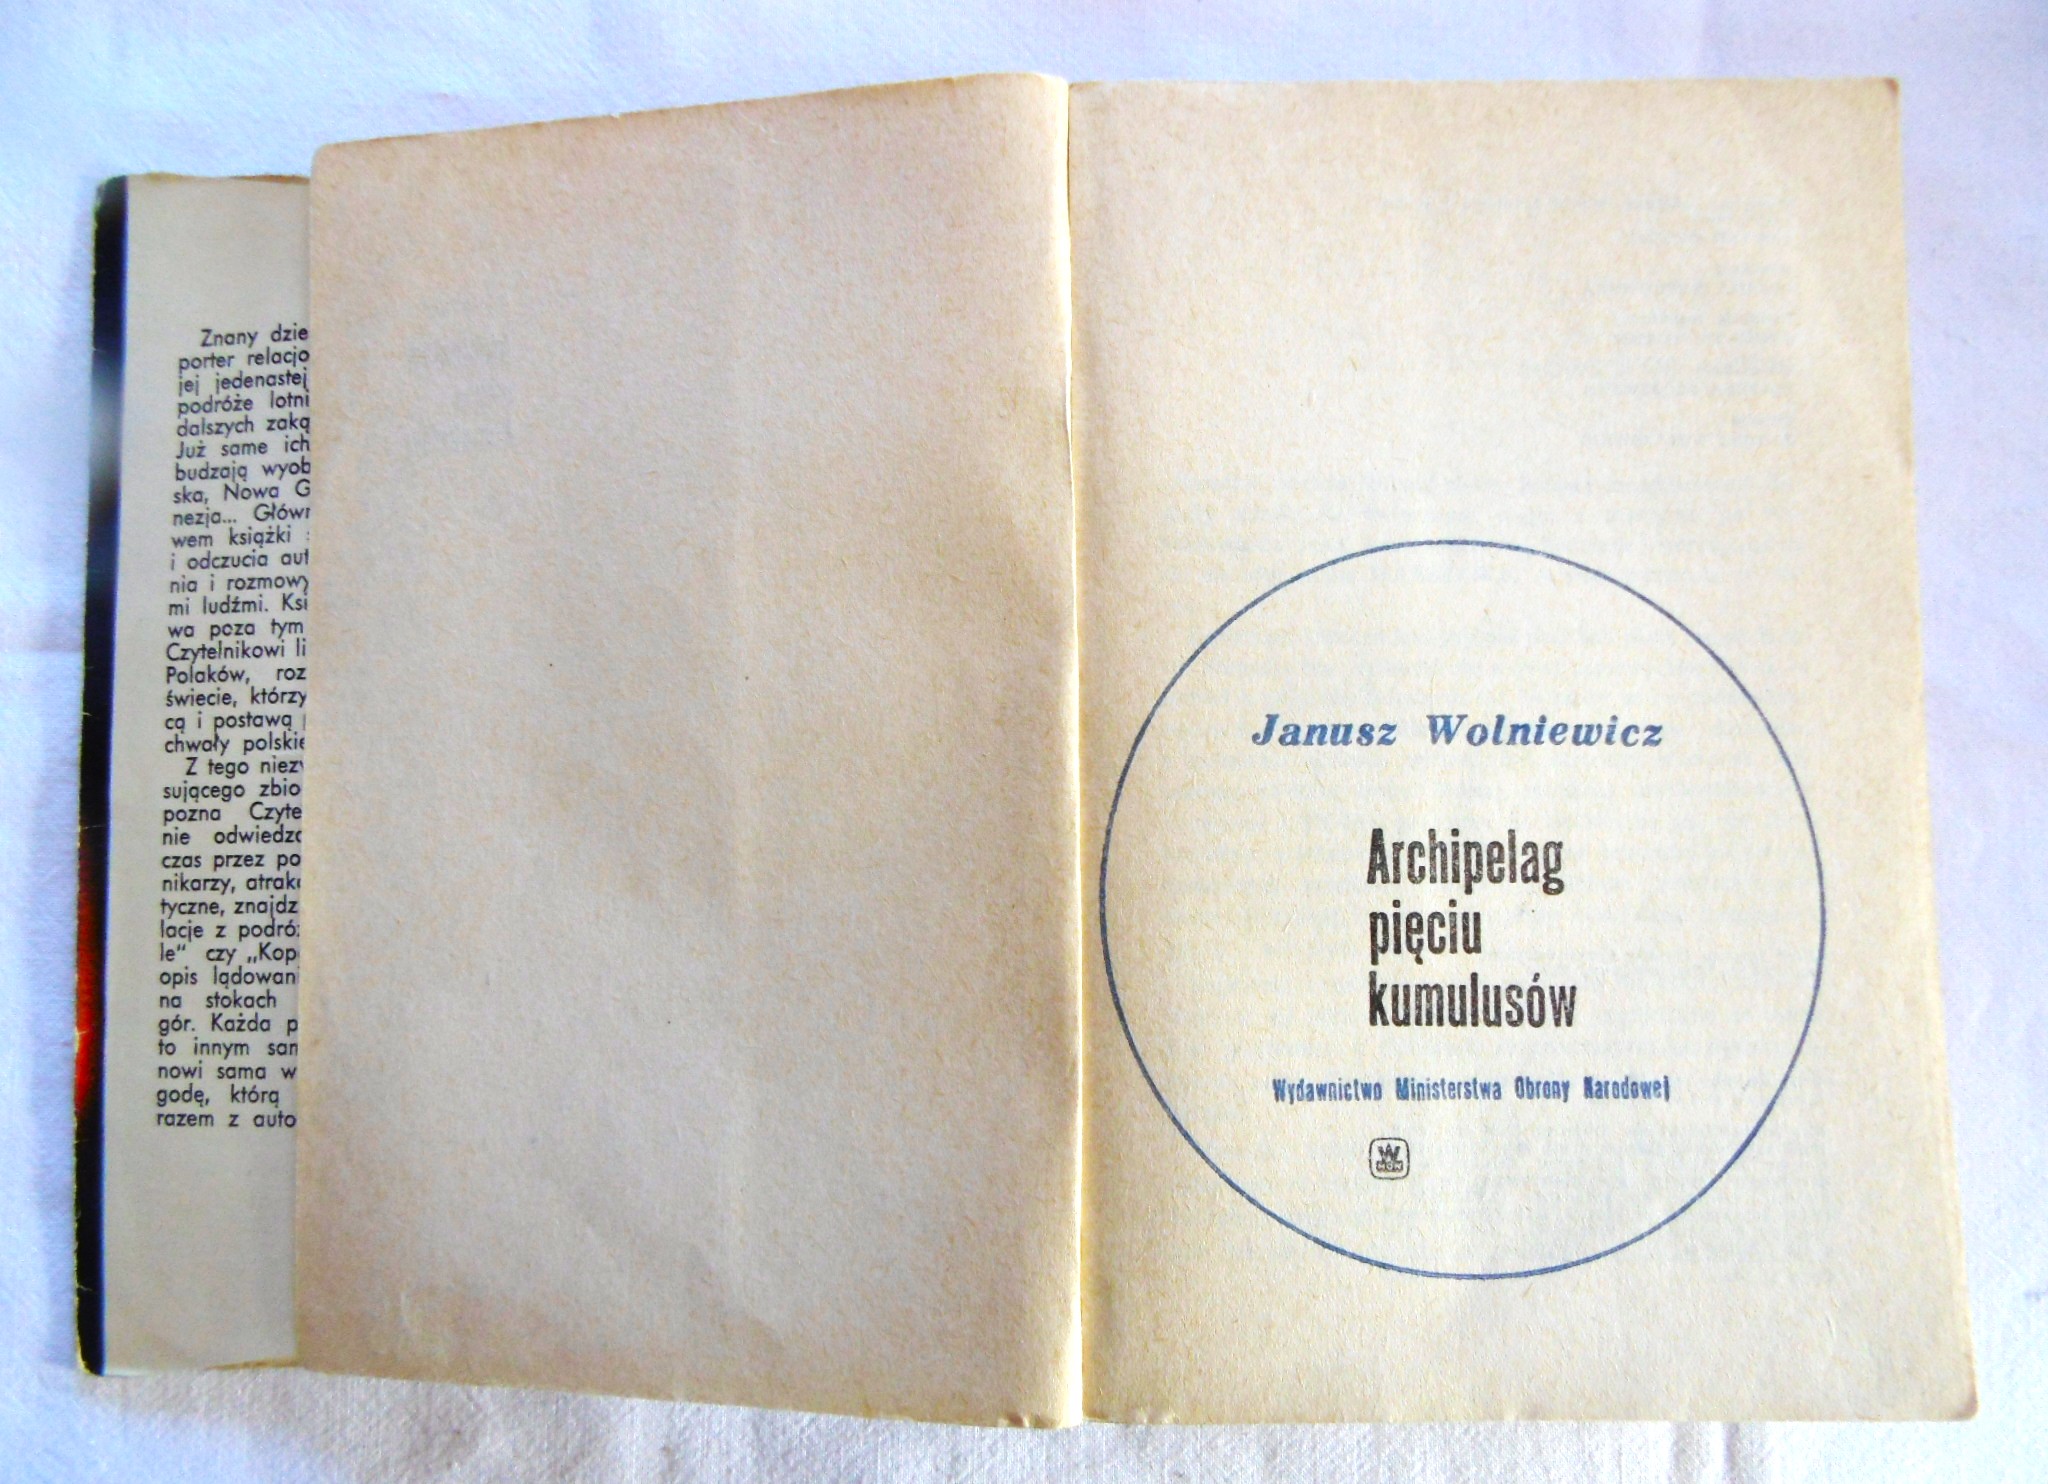 Znany dzie
porter relacjo
jej jedenastej
podróże lotni
dalszych zaką
Już same ich
budzają wyob
ska, Nowa G
nezja... Główn
wem książki
i odczucia aut
nia i rozmowy
mi ludźmi. Ksi
wa poza tym
Czytelnikowi li
Polaków, roz
świecie, którzy
cą i postawą
chwały polskie
Z tego niezw
sującego zbio
pozna Czyte
nie odwiedza
czas przez po
nikarzy, atrak
tyczne, znajdz
lacje z podró
le" czy „Kop
opis lądowani
na stokach
gór. Każda p
to innym sam
nowi sama w
godę, którą
razem z auto
Janusz Wolniewicz
Archipelag
pięciu
kumulusów
Wydawnictwo Ministerstwa Obrony Narodowej
W
MON